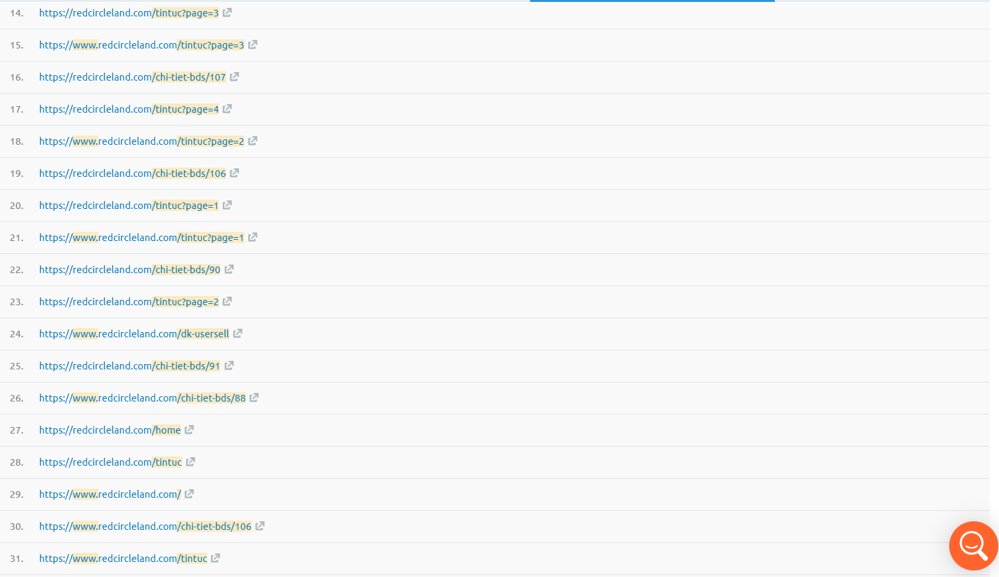 14. https://redcircleland.com/tintuc?page=3
15. https://www.redcircleland.com/tintuc?page=3
16. https://redcircleland.com/chi-tiet-bds/107
17. https://redcircleland.com/tintuc?page=4
18. https://www.redcircleland.com/tintuc?page=2
19. https://redcircleland.com/chi-tiet-bds/106
20. https://redcircleland.com/tintuc?page=1
21. https://www.redcircleland.com/tintuc?page=1
22. https://redcircleland.com/chi-tiet-bds/90
23. https://redcircleland.com/tintuc?page=2
24. https://www.redcircleland.com/dk-usersell
25. https://redcircleland.com/chi-tiet-bds/91
26. https://www.redcircleland.com/chi-tiet-bds/88
27. https://redcircleland.com/home
28. https://redcircleland.com/tintuc
29. https://www.redcircleland.com/
30. https://www.redcircleland.com/chi-tiet-bds/106
31. https://www.redcircleland.com/tintuc